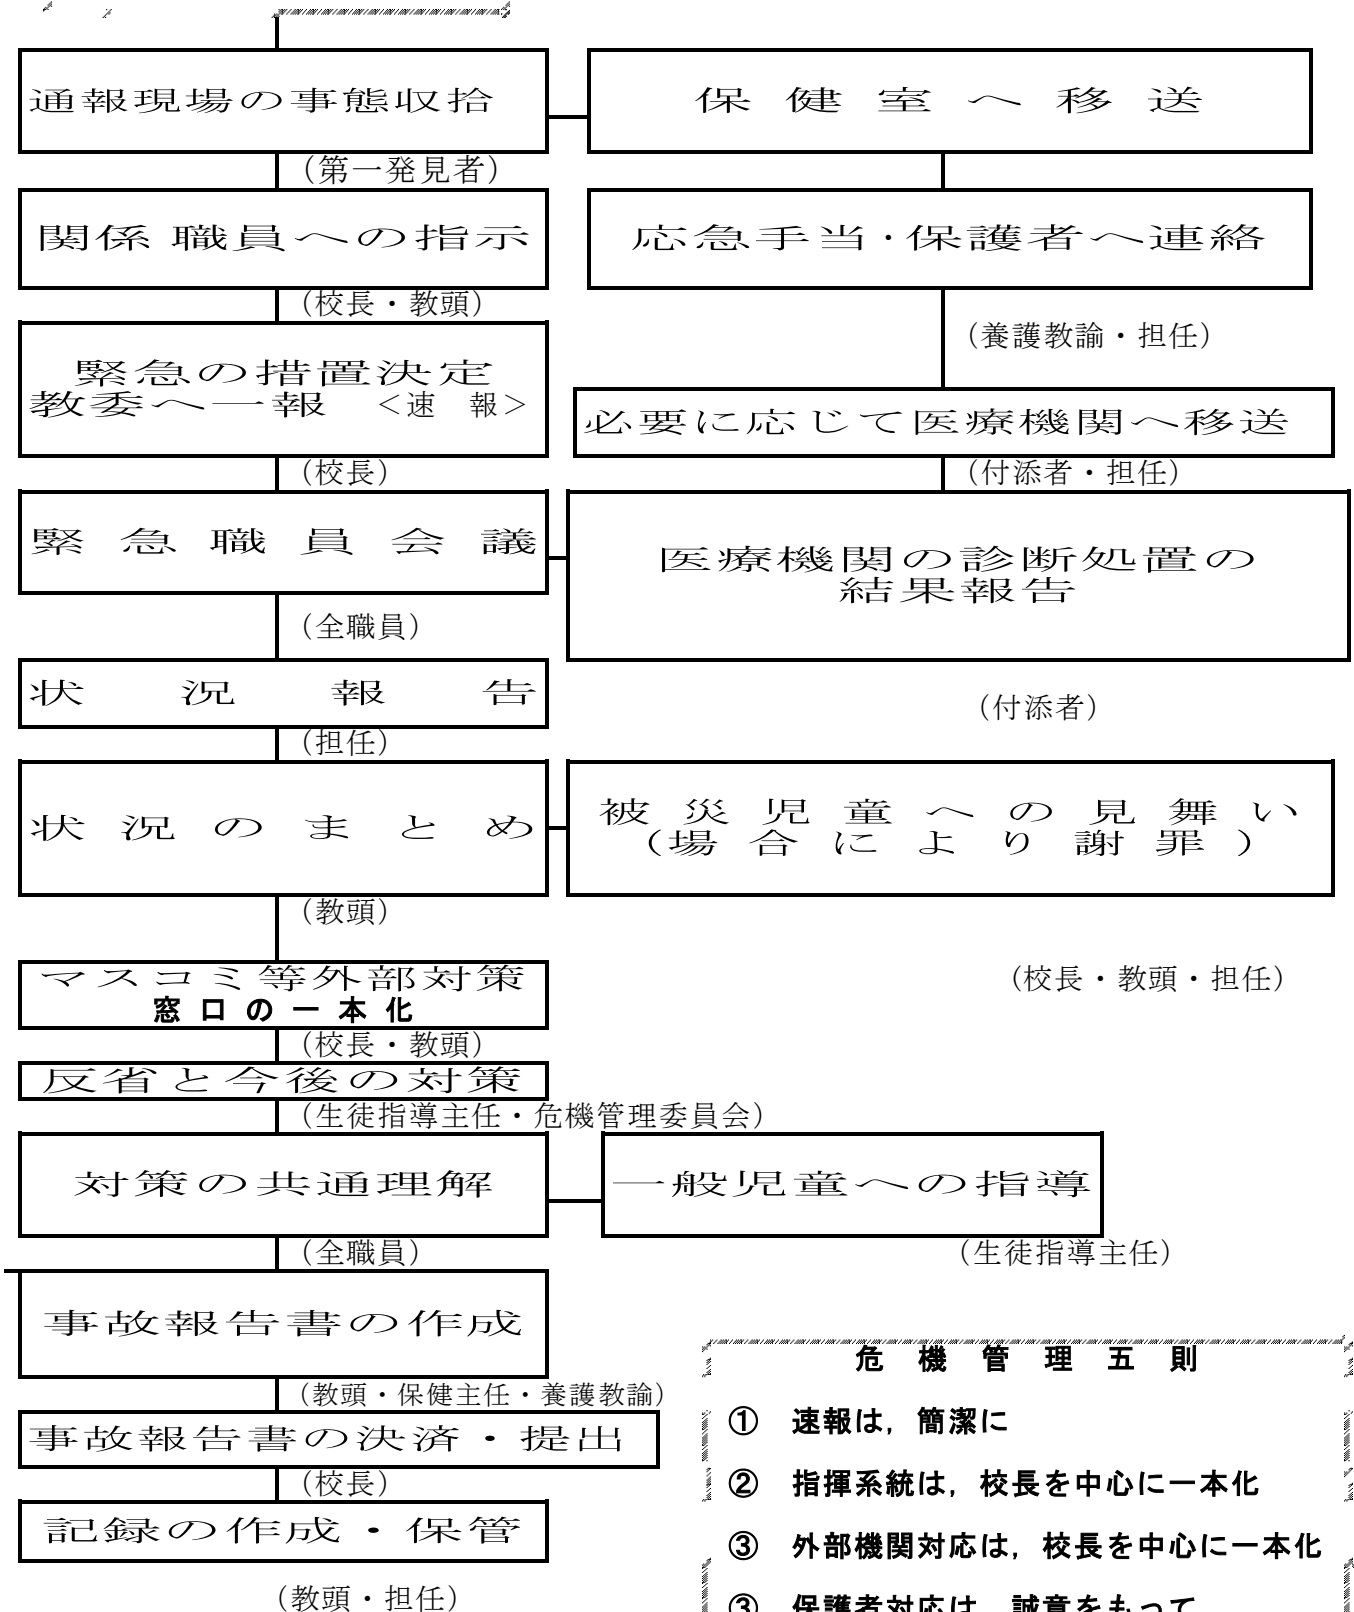 通報現場の事態収拾
保健室へ移送
（第一発見者）
関係職員への指示
応急手当・保護者へ連絡
（校長・教頭）
（養護教諭・担任）
緊急の措置決定
教委へ一報　＜速　報＞
必要に応じて医療機関へ移送
（校長）
（付添者・担任）
緊急職員会議
医療機関の診断処置の
結果報告
（全職員）
状況報告
（付添者）
（担任）
状況のまとめ
被災児童への見舞い
（場合により謝罪）
（教頭）
マスコミ等外部対策
窓口の一本化
（校長・教頭・担任）
（校長・教頭）
反省と今後の対策
（生徒指導主任・危機管理委員会）
対策の共通理解
一般児童への指導
（全職員）
（生徒指導主任）
事故報告書の作成
（教頭・保健主任・養護教諭）
事故報告書の決済・提出
（校長）
記録の作成・保管
（教頭・担任）
危機管理五則
①　速報は，簡潔に
②　指揮系統は，校長を中心に一本化
③　外部機関対応は，校長を中心に一本化
③　保護者対応は，誠意をもって